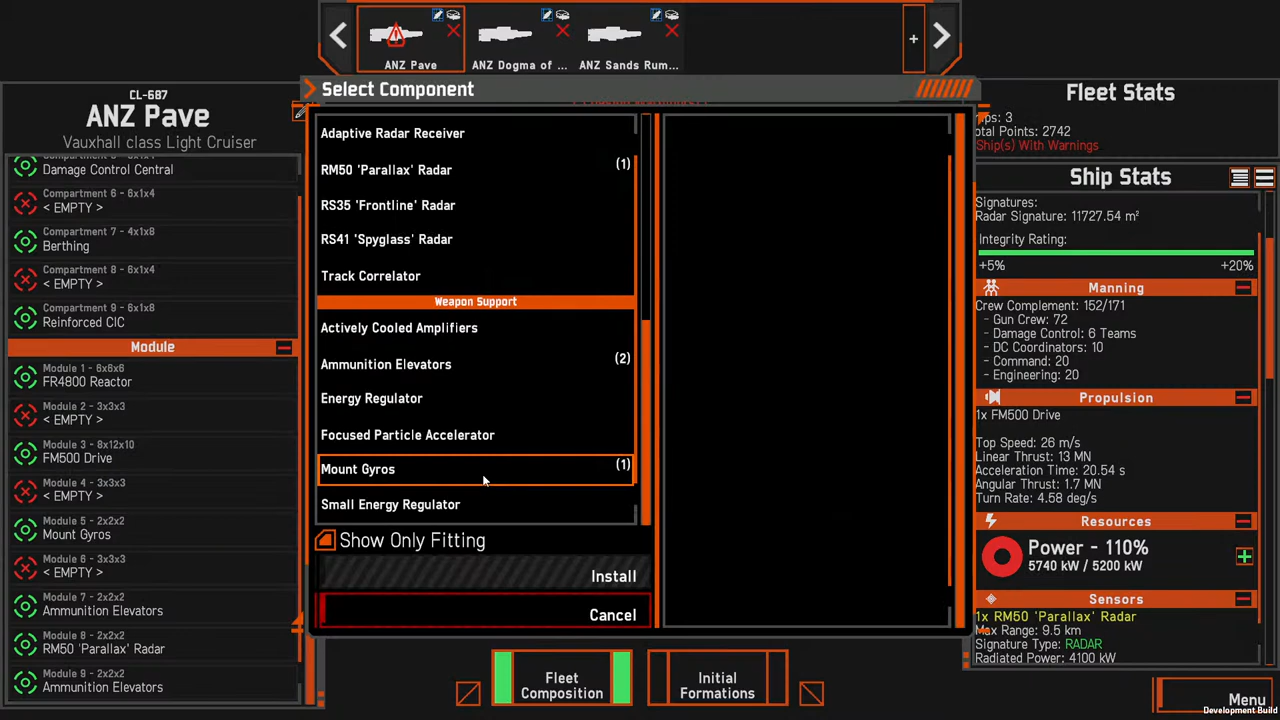 ANZ Pave
ANZ Dogma of ...
ANZ Sands Rum...
+
Select Component
CL-687
ANZ Pave
Vauxhall class Light Cruiser
Damage Control Central
Compartment 6 - 6x1x4
< EMPTY >
Compartment 7 - 4x1x8
Berthing
Compartment 8 - 6x1x4
< EMPTY >
Compartment 9 - 6x1x8
Reinforced CIC
Module
Module 1 - 6x6x6
FR4800 Reactor
Module 2 - 3x3x3
< EMPTY >
Module 3 - 8x12x10
FM500 Drive
Module 4 - 3x3x3
< EMPTY >
Module 5 - 2x2x2
Mount Gyros
Module 6 - 3x3x3
< EMPTY >
Module 7 - 2x2x2
Ammunition Elevators
Module 8 - 2x2x2
RM50 'Parallax' Radar
Module 9 - 2x2x2
Ammunition Elevators
Adaptive Radar Receiver
RM50 'Parallax' Radar (1)
RS35 'Frontline' Radar
RS41 'Spyglass' Radar
Track Correlator
Weapon Support
Actively Cooled Amplifiers
Ammunition Elevators (2)
Energy Regulator
Focused Particle Accelerator
Mount Gyros (1)
Small Energy Regulator
Show Only Fitting
Install
Cancel
Fleet Composition
Initial Formations
Fleet Stats
ps: 3
otal Points: 2742
Ship(s) With Warnings
Ship Stats
Signatures:
Radar Signature: 11727.54 m²
Integrity Rating:
+5% +20%
Manning
Crew Complement: 152/171
- Gun Crew: 72
- Damage Control: 6 Teams
- DC Coordinators: 10
- Command: 20
- Engineering: 20
Propulsion
1x FM500 Drive
Top Speed: 26 m/s
Linear Thrust: 13 MN
Acceleration Time: 20.54 s
Angular Thrust: 1.7 MN
Turn Rate: 4.58 deg/s
Resources
Power - 110%
5740 kW / 5200 kW
Sensors
1x RM50 'Parallax' Radar
Max Range: 9.5 km
Signature Type: RADAR
Radiated Power: 4100 kW
Menu
Development Build